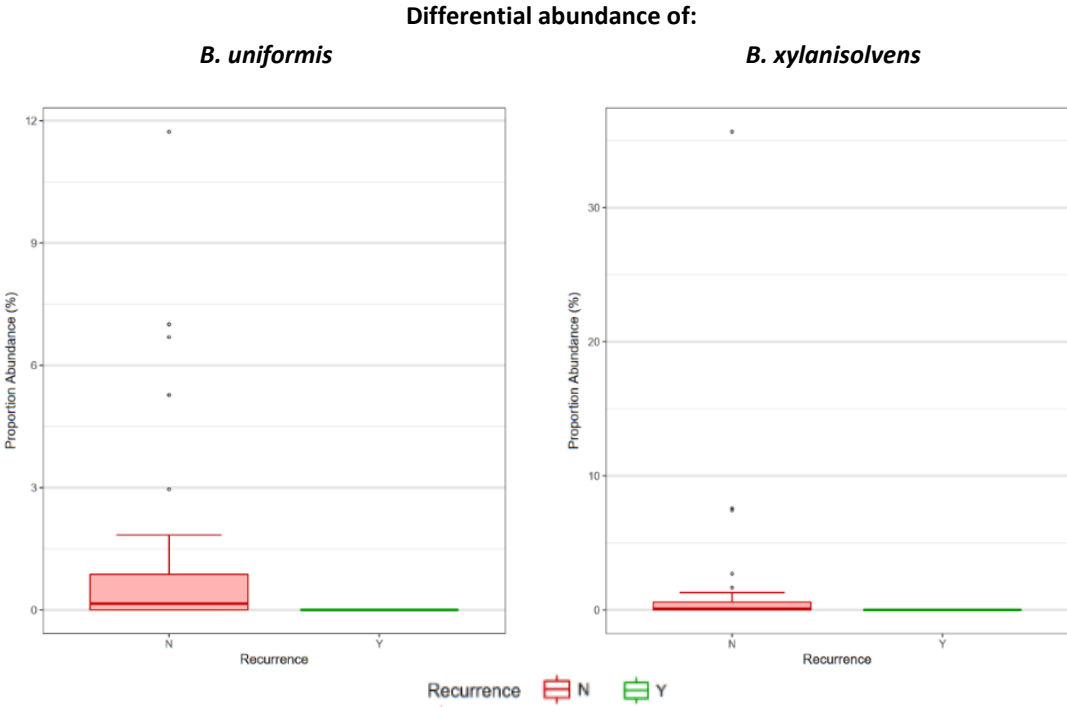 Differential abundance of:
B. uniformis
B. xylanisolvens
12
9
6
3
0
Proportion Abundance (%)
N
Y
Recurrence
30
20
10
0
Proportion Abundance (%)
N
Y
Recurrence
Recurrence N Y